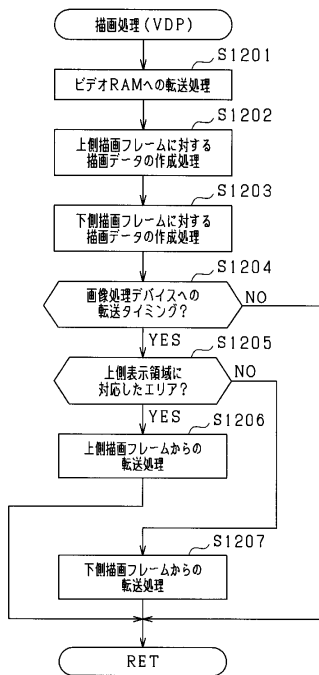 描画処理(VDP)
S1201
ビデオRAMへの転送処理
S1202
上側描画フレームに対する
描画データの作成処理
S1203
下側描画フレームに対する
描画データの作成処理
S1204
画像処理デバイスへの
転送タイミング?
NO
YES
S1205
上側表示領域に
対応したエリア?
NO
YES
S1206
上側描画フレームからの
転送処理
S1207
下側描画フレームからの
転送処理
RET